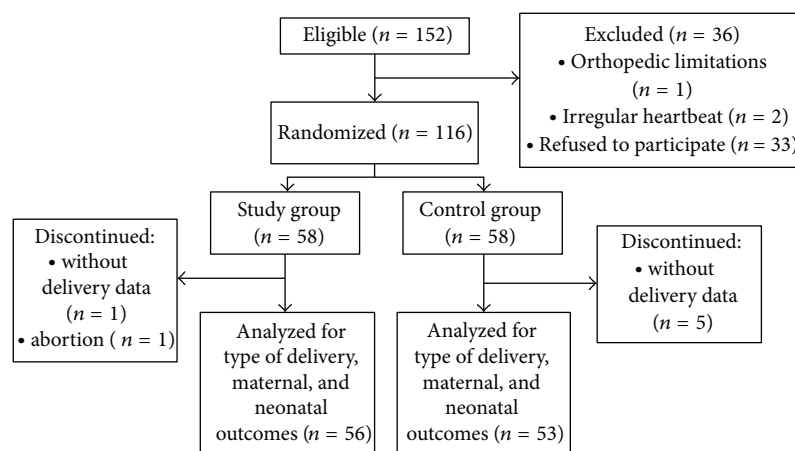 Eligible (n = 152)
Excluded (n = 36)
• Orthopedic limitations
(n = 1)
• Irregular heartbeat (n = 2)
• Refused to participate (n = 33)
Randomized (n = 116)
Study group
(n = 58)
Control group
(n = 58)
Discontinued:
• without
delivery data
(n = 1)
• abortion ( n = 1)
Discontinued:
• without
delivery data
(n = 5)
Analyzed for
type of delivery,
maternal, and
neonatal
outcomes (n = 56)
Analyzed for
type of delivery,
maternal, and
neonatal
outcomes (n = 53)